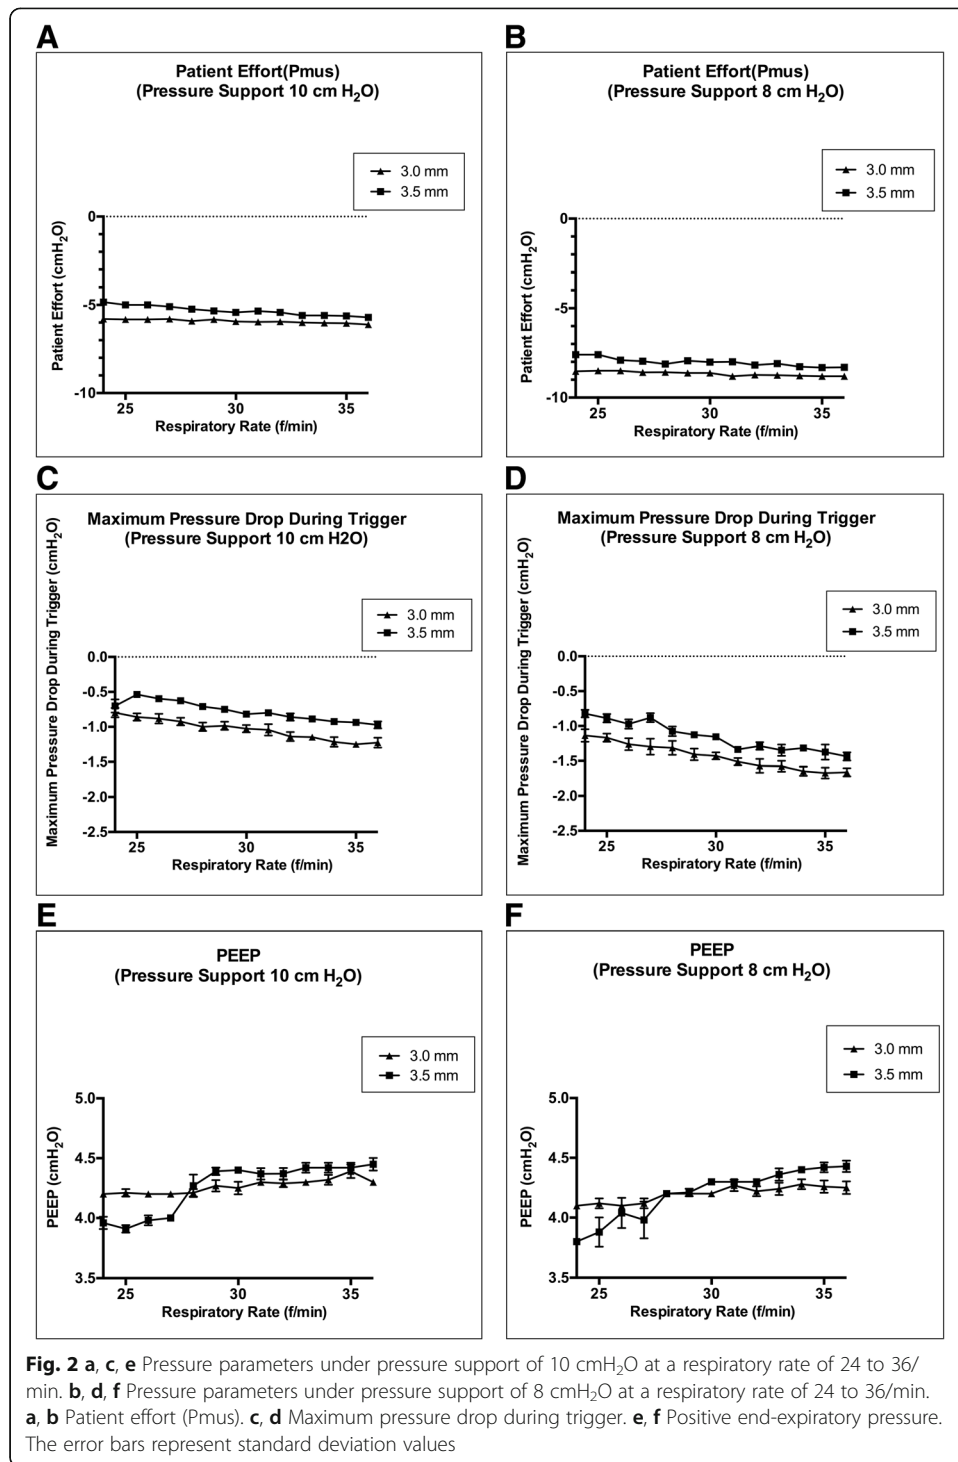 A
Patient Effort(Pmus)
(Pressure Support 10 cm H₂O)
3.0 mm
3.5 mm
0
-5
-10
25 30 35
Patient Effort (cmH₂O)
Respiratory Rate (f/min)
B
Patient Effort(Pmus)
(Pressure Support 8 cm H₂O)
3.0 mm
3.5 mm
0
-5
-10
25 30 35
Patient Effort (cmH₂O)
Respiratory Rate (f/min)
C
Maximum Pressure Drop During Trigger
(Pressure Support 10 cm H2O)
3.0 mm
3.5 mm
0.0
-0.5
-1.0
-1.5
-2.0
-2.5
25 30 35
Maximum Pressure Drop During Trigger (cmH₂O)
Respiratory Rate (f/min)
D
Maximum Pressure Drop During Trigger
(Pressure Support 8 cm H₂O)
3.0 mm
3.5 mm
0.0
-0.5
-1.0
-1.5
-2.0
-2.5
25 30 35
Maximum Pressure Drop During Trigger (cmH₂O)
Respiratory Rate (f/min)
E
PEEP
(Pressure Support 10 cm H₂O)
3.0 mm
3.5 mm
5.0
4.5
4.0
3.5
25 30 35
PEEP (cmH₂O)
Respiratory Rate (f/min)
F
PEEP
(Pressure Support 8 cm H₂O)
3.0 mm
3.5 mm
5.0
4.5
4.0
3.5
25 30 35
PEEP (cmH₂O)
Respiratory Rate (f/min)
Fig. 2 a, c, e Pressure parameters under pressure support of 10 cmH₂O at a respiratory rate of 24 to 36/
min. b, d, f Pressure parameters under pressure support of 8 cmH₂O at a respiratory rate of 24 to 36/min.
a, b Patient effort (Pmus). c, d Maximum pressure drop during trigger. e, f Positive end-expiratory pressure.
The error bars represent standard deviation values